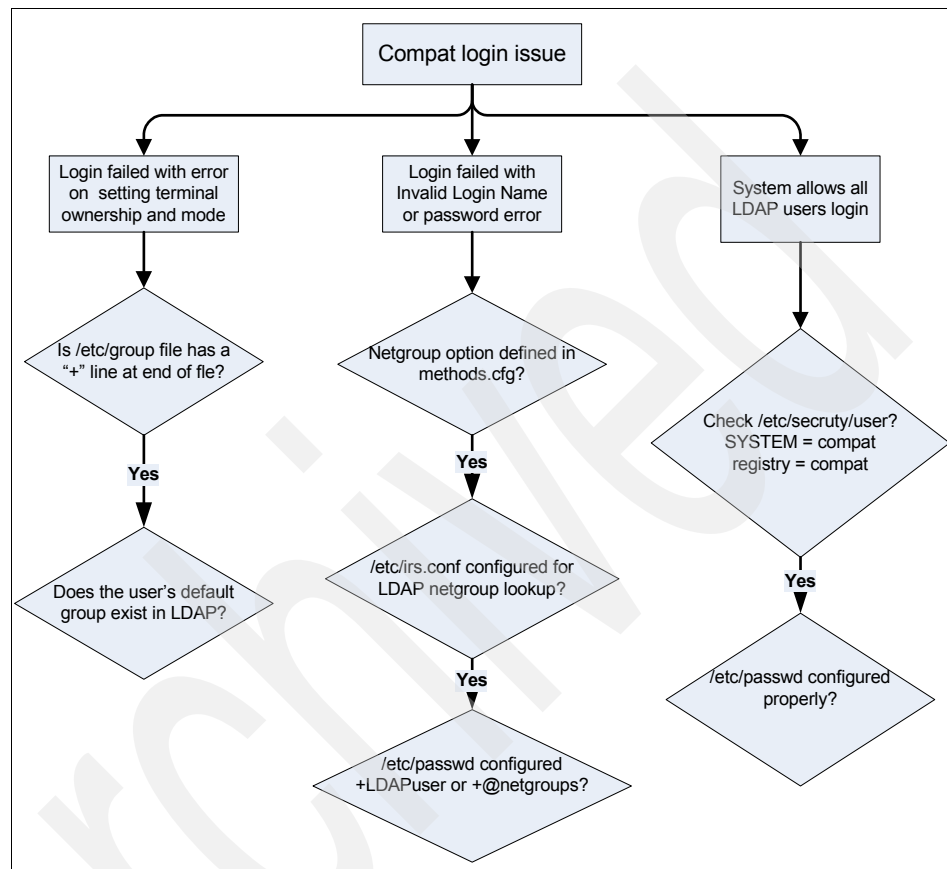 Compat login issue
Login failed with error
on setting terminal
ownership and mode
Login failed with
Invalid Login Name
or password error
System allows all
LDAP users login
Is /etc/group file has a
“+” line at end of fle?
Netgroup option defined in
methods.cfg?
Check /etc/secruty/user?
SYSTEM = compat
registry = compat
Yes
Yes
Yes
Does the user’s default
group exist in LDAP?
/etc/irs.conf configured for
LDAP netgroup lookup?
/etc/passwd configured
properly?
Yes
/etc/passwd configured
+LDAPuser or +@netgroups?
rchived